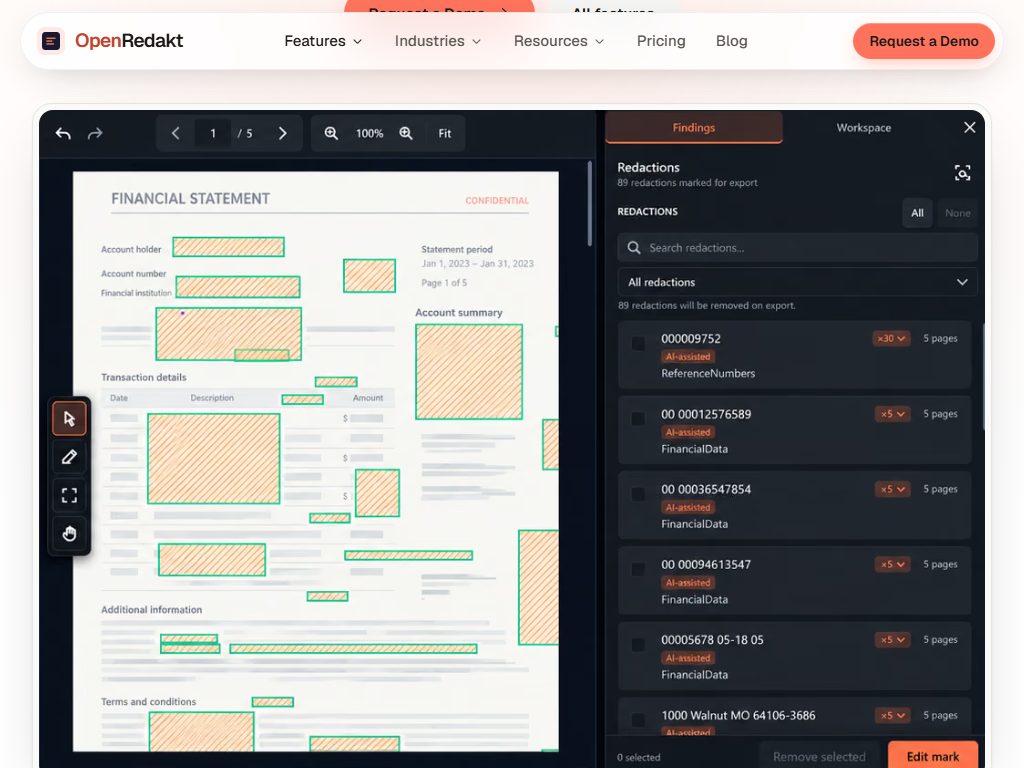 Request a Demo
All features
OpenRedakt
Features
Industries
Resources
Pricing
Blog
Request a Demo
1 / 5
100%
Fit
Findings
Workspace
FINANCIAL STATEMENT
CONFIDENTIAL
Account holder
Account number
Financial institution
Statement period
Jan 1, 2023 – Jan 31, 2023
Page 1 of 5
Account summary
Transaction details
Date
Description
Amount
$
$
$
Additional information
Terms and conditions
Redactions
89 redactions marked for export
REDACTIONS
All
None
Search redactions...
All redactions
89 redactions will be removed on export.
000009752
×30
5 pages
AI-assisted
ReferenceNumbers
00 00012576589
×5
5 pages
AI-assisted
FinancialData
00 00036547854
×5
5 pages
AI-assisted
FinancialData
00 00094613547
×5
5 pages
AI-assisted
FinancialData
00005678 05-18 05
×5
5 pages
AI-assisted
FinancialData
1000 Walnut MO 64106-3686
×5
5 pages
AI-assisted
0 selected
Remove selected
Edit mark